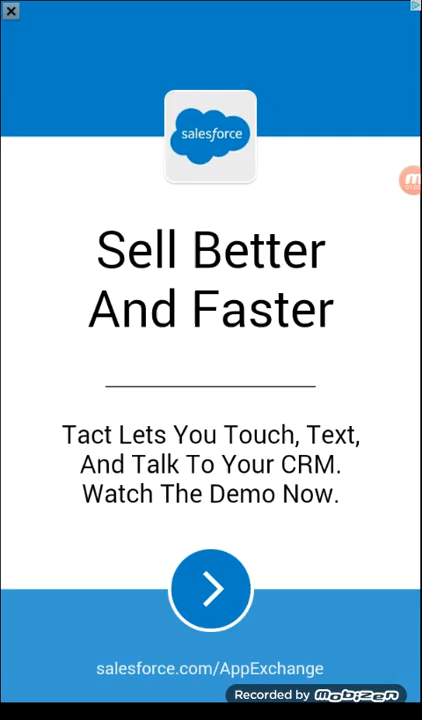 salesforce
Sell Better
And Faster
Tact Lets You Touch, Text,
And Talk To Your CRM.
Watch The Demo Now.
salesforce.com/AppExchange
Recorded by mobizen